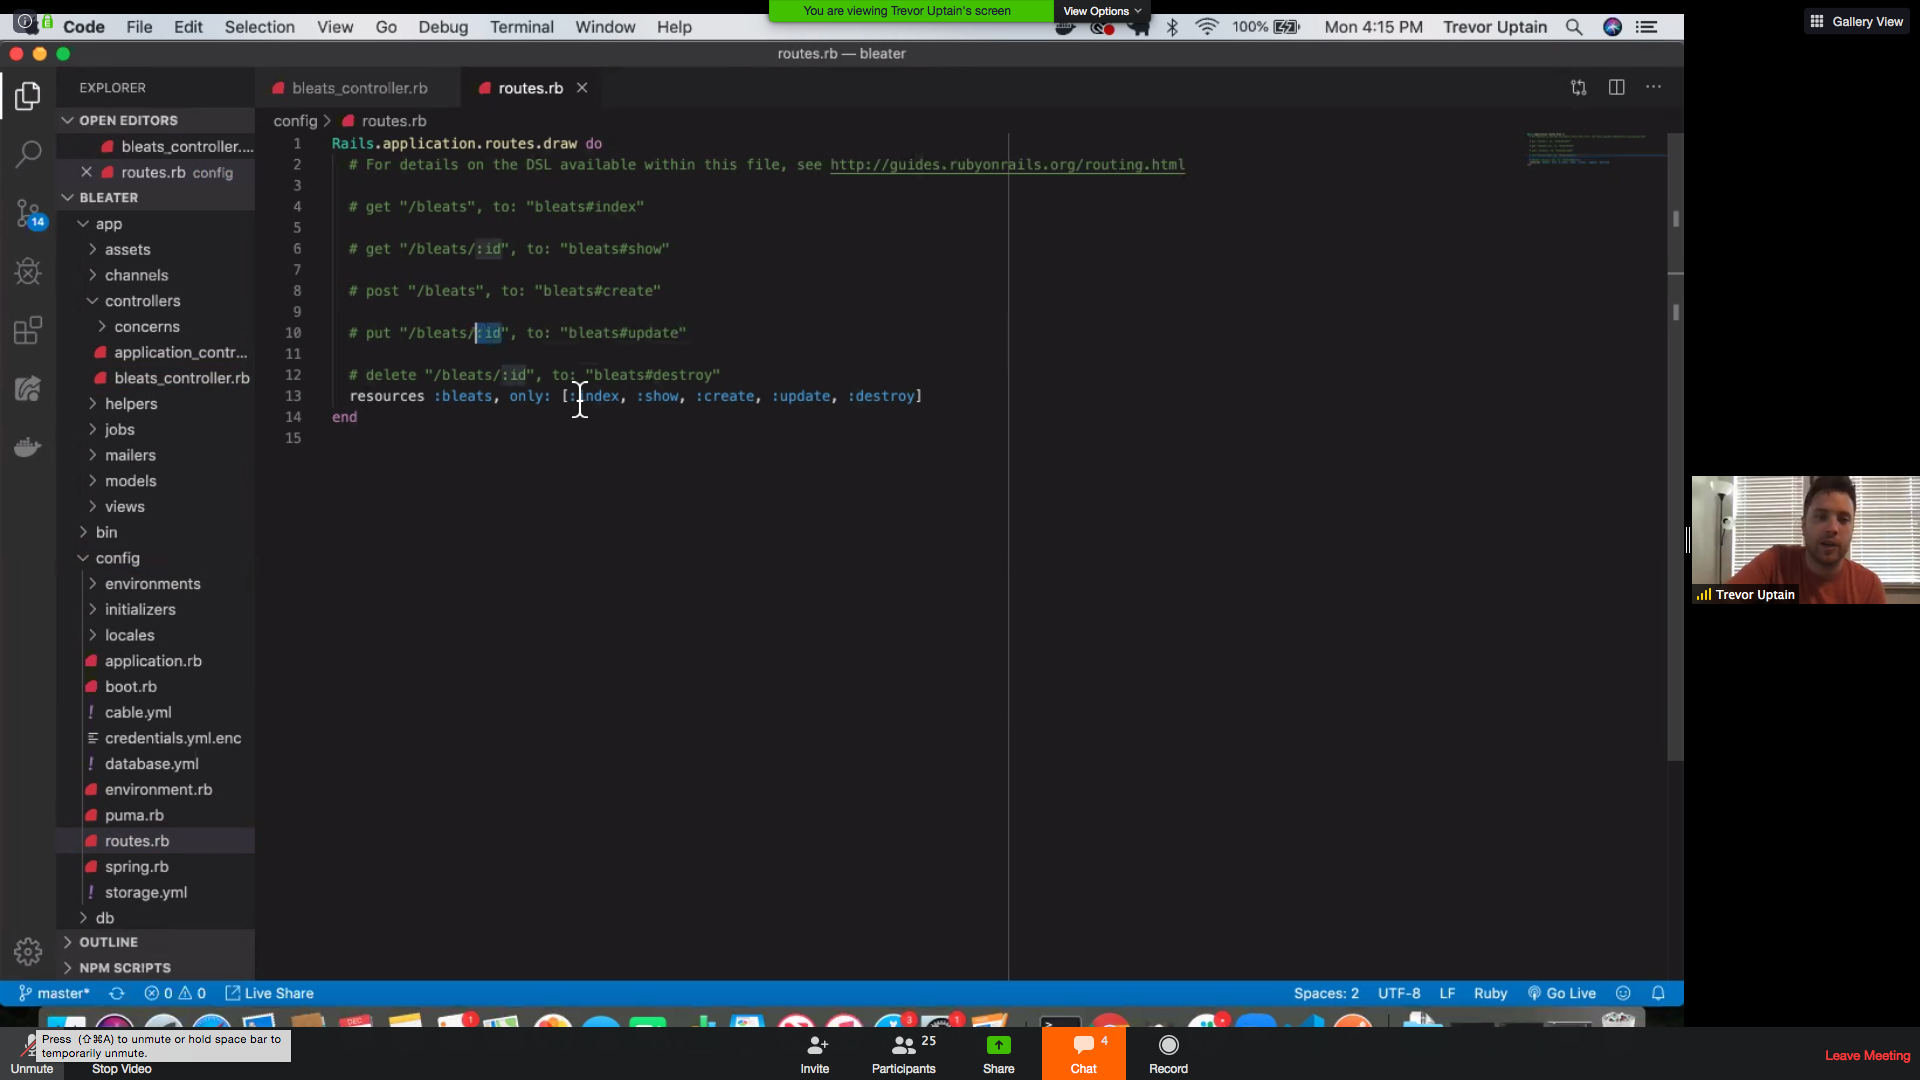 You are viewing Trevor Uptain's screen
View Options
Gallery View
Code File Edit Selection View Go Debug Terminal Window Help
100% Mon 4:15 PM Trevor Uptain
routes.rb — bleater
EXPLORER
bleats_controller.rb
routes.rb
OPEN EDITORS
bleats_controller....
routes.rb config
BLEATER
app
assets
channels
controllers
concerns
application_contr...
bleats_controller.rb
helpers
jobs
mailers
models
views
bin
config
environments
initializers
locales
application.rb
boot.rb
cable.yml
credentials.yml.enc
database.yml
environment.rb
puma.rb
routes.rb
spring.rb
storage.yml
db
OUTLINE
NPM SCRIPTS
14
config > routes.rb
1 Rails.application.routes.draw do
2 # For details on the DSL available within this file, see http://guides.rubyonrails.org/routing.html
3
4 # get "/bleats", to: "bleats#index"
5
6 # get "/bleats/:id", to: "bleats#show"
7
8 # post "/bleats", to: "bleats#create"
9
10 # put "/bleats/:id", to: "bleats#update"
11
12 # delete "/bleats/:id", to: "bleats#destroy"
13 resources :bleats, only: [:index, :show, :create, :update, :destroy]
14 end
15
Trevor Uptain
master* 0 0 Live Share
Spaces: 2 UTF-8 LF Ruby Go Live
DEC
1
3
1
Press (⇧⌘A) to unmute or hold space bar to
temporarily unmute.
Unmute
Stop Video
Invite
25
Participants
Share
4
Chat
Record
Leave Meeting